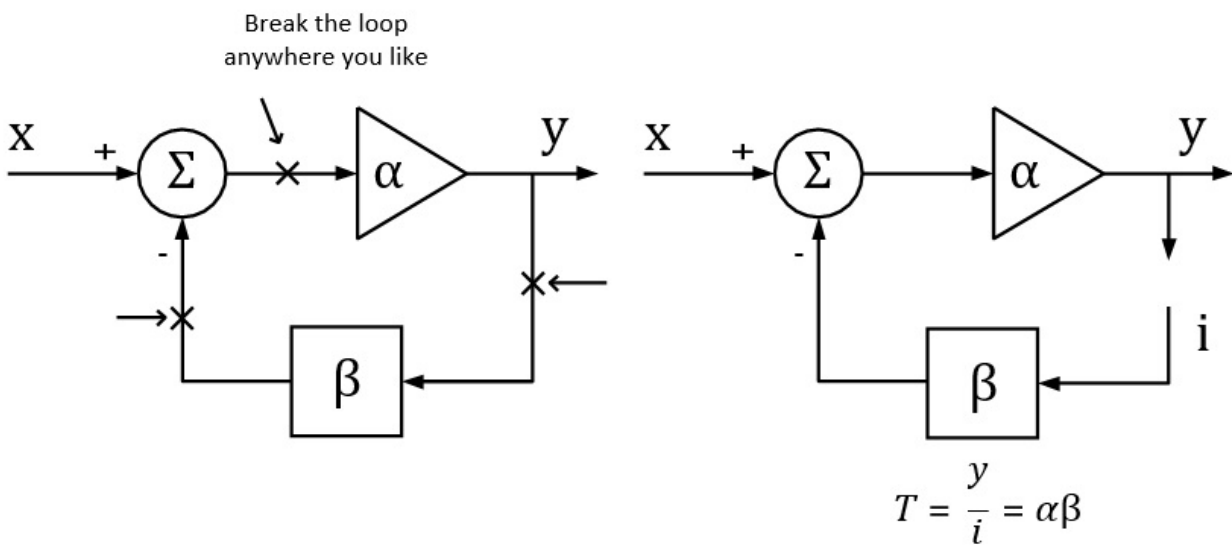 Break the loop
anywhere you like
x
+
Σ
α
y
-
β
x
+
Σ
α
y
-
i
β
T = y/i = αβ